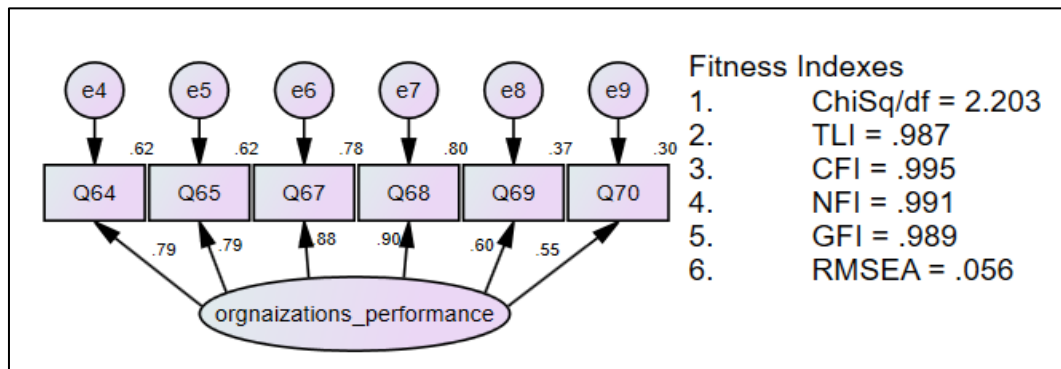 e4 e5 e6 e7 e8 e9
.62 .62 .78 .80 .37 .30
Q64 Q65 Q67 Q68 Q69 Q70
.79 .79 .88 .90 .60 .55
orgnaizations_performance
Fitness Indexes
1. ChiSq/df = 2.203
2. TLI = .987
3. CFI = .995
4. NFI = .991
5. GFI = .989
6. RMSEA = .056